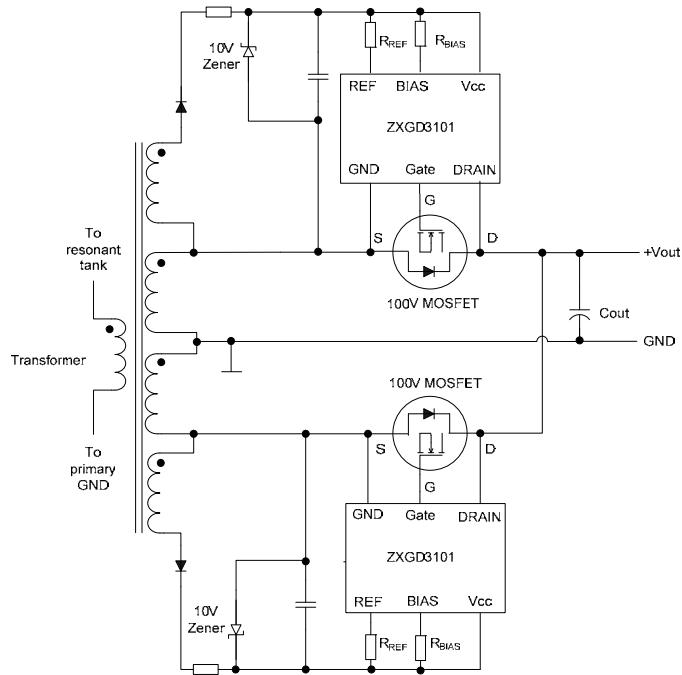 10V
Zener
RREF
RBIAS
REF BIAS Vcc
ZXGD3101
GND Gate DRAIN
G
S
D
100V MOSFET
+Vout
Cout
GND
To
resonant
tank
Transformer
To
primary
GND
100V MOSFET
S
D
G
GND Gate DRAIN
ZXGD3101
REF BIAS Vcc
10V
Zener
RREF
RBIAS